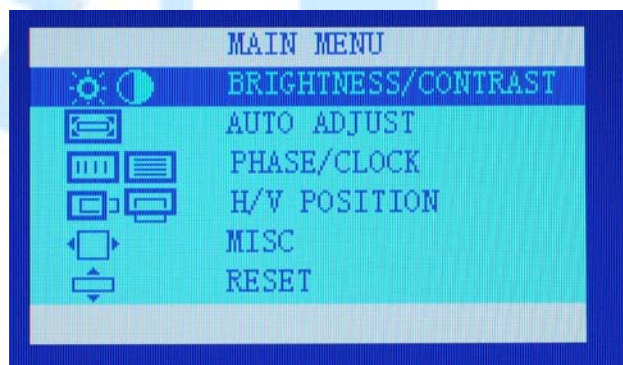 MAIN MENU
BRIGHTNESS/CONTRAST
AUTO ADJUST
PHASE/CLOCK
H/V POSITION
MISC
RESET